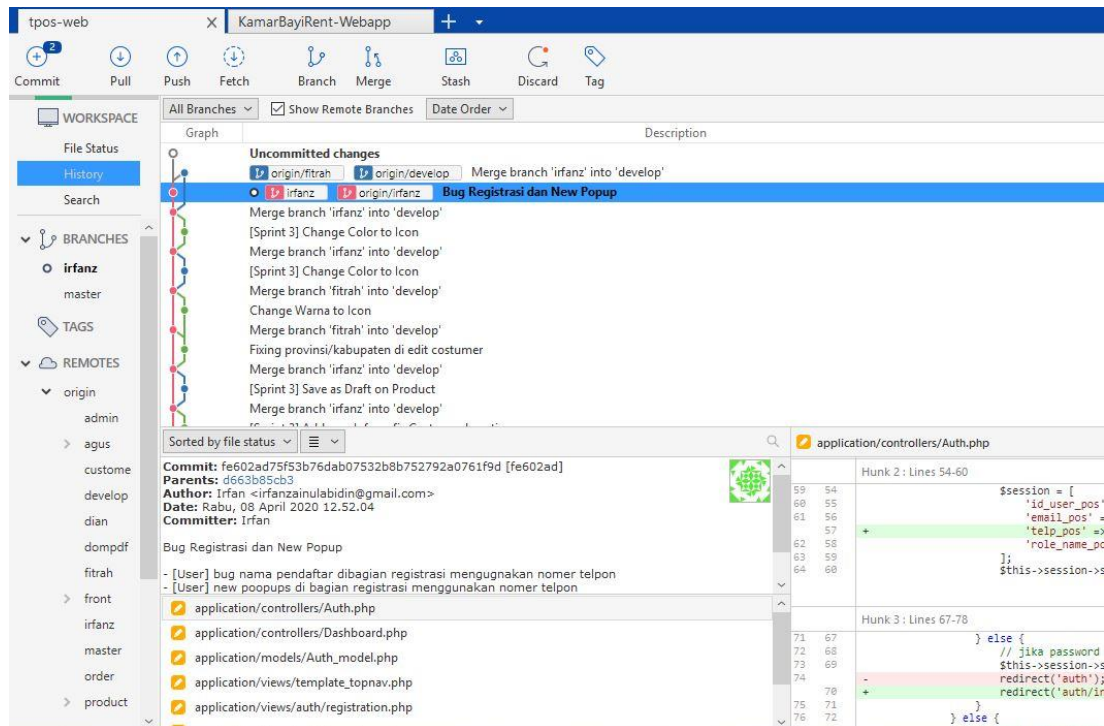 tpos-web
KamarBayiRent-Webapp
2
Commit Pull Push Fetch Branch Merge Stash Discard Tag
WORKSPACE
File Status
History
Search
BRANCHES
irfanz
master
TAGS
REMOTES
origin
admin
agus
custome
develop
dian
dompdf
fitrah
front
irfanz
master
order
product
All Branches Show Remote Branches Date Order
Graph Description
Uncommitted changes
origin/fitrah origin/develop Merge branch 'irfanz' into 'develop'
irfanz origin/irfanz Bug Registrasi dan New Popup
Merge branch 'irfanz' into 'develop'
[Sprint 3] Change Color to Icon
Merge branch 'irfanz' into 'develop'
[Sprint 3] Change Color to Icon
Merge branch 'fitrah' into 'develop'
Change Warna to Icon
Merge branch 'fitrah' into 'develop'
Fixing provinsi/kabupaten di edit costumer
Merge branch 'irfanz' into 'develop'
[Sprint 3] Save as Draft on Product
Merge branch 'irfanz' into 'develop'
Sorted by file status
Commit: fe602ad75f53b76dab07532b8b752792a0761f9d [fe602ad]
Parents: d663b85cb3
Author: Irfan <irfanzainulabidin@gmail.com>
Date: Rabu, 08 April 2020 12.52.04
Committer: Irfan
Bug Registrasi dan New Popup
- [User] bug nama pendaftar dibagian registrasi mengugnakan nomer telpon
- [User] new poopups di bagian registrasi menggunakan nomer telpon
application/controllers/Auth.php
application/controllers/Dashboard.php
application/models/Auth_model.php
application/views/template_topnav.php
application/views/auth/registration.php
application/controllers/Auth.php
Hunk 2 : Lines 54-60
59 54 $session = [
60 55 'id_user_pos'
61 56 'email_pos' =
57 + 'telp_pos' =>
62 58 'role_name_po
63 59 ];
64 60 $this->session->s
Hunk 3 : Lines 67-78
71 67 } else {
72 68 // jika password
73 69 $this->session->s
74 - redirect('auth');
70 + redirect('auth/in
75 71 }
76 72 } else {